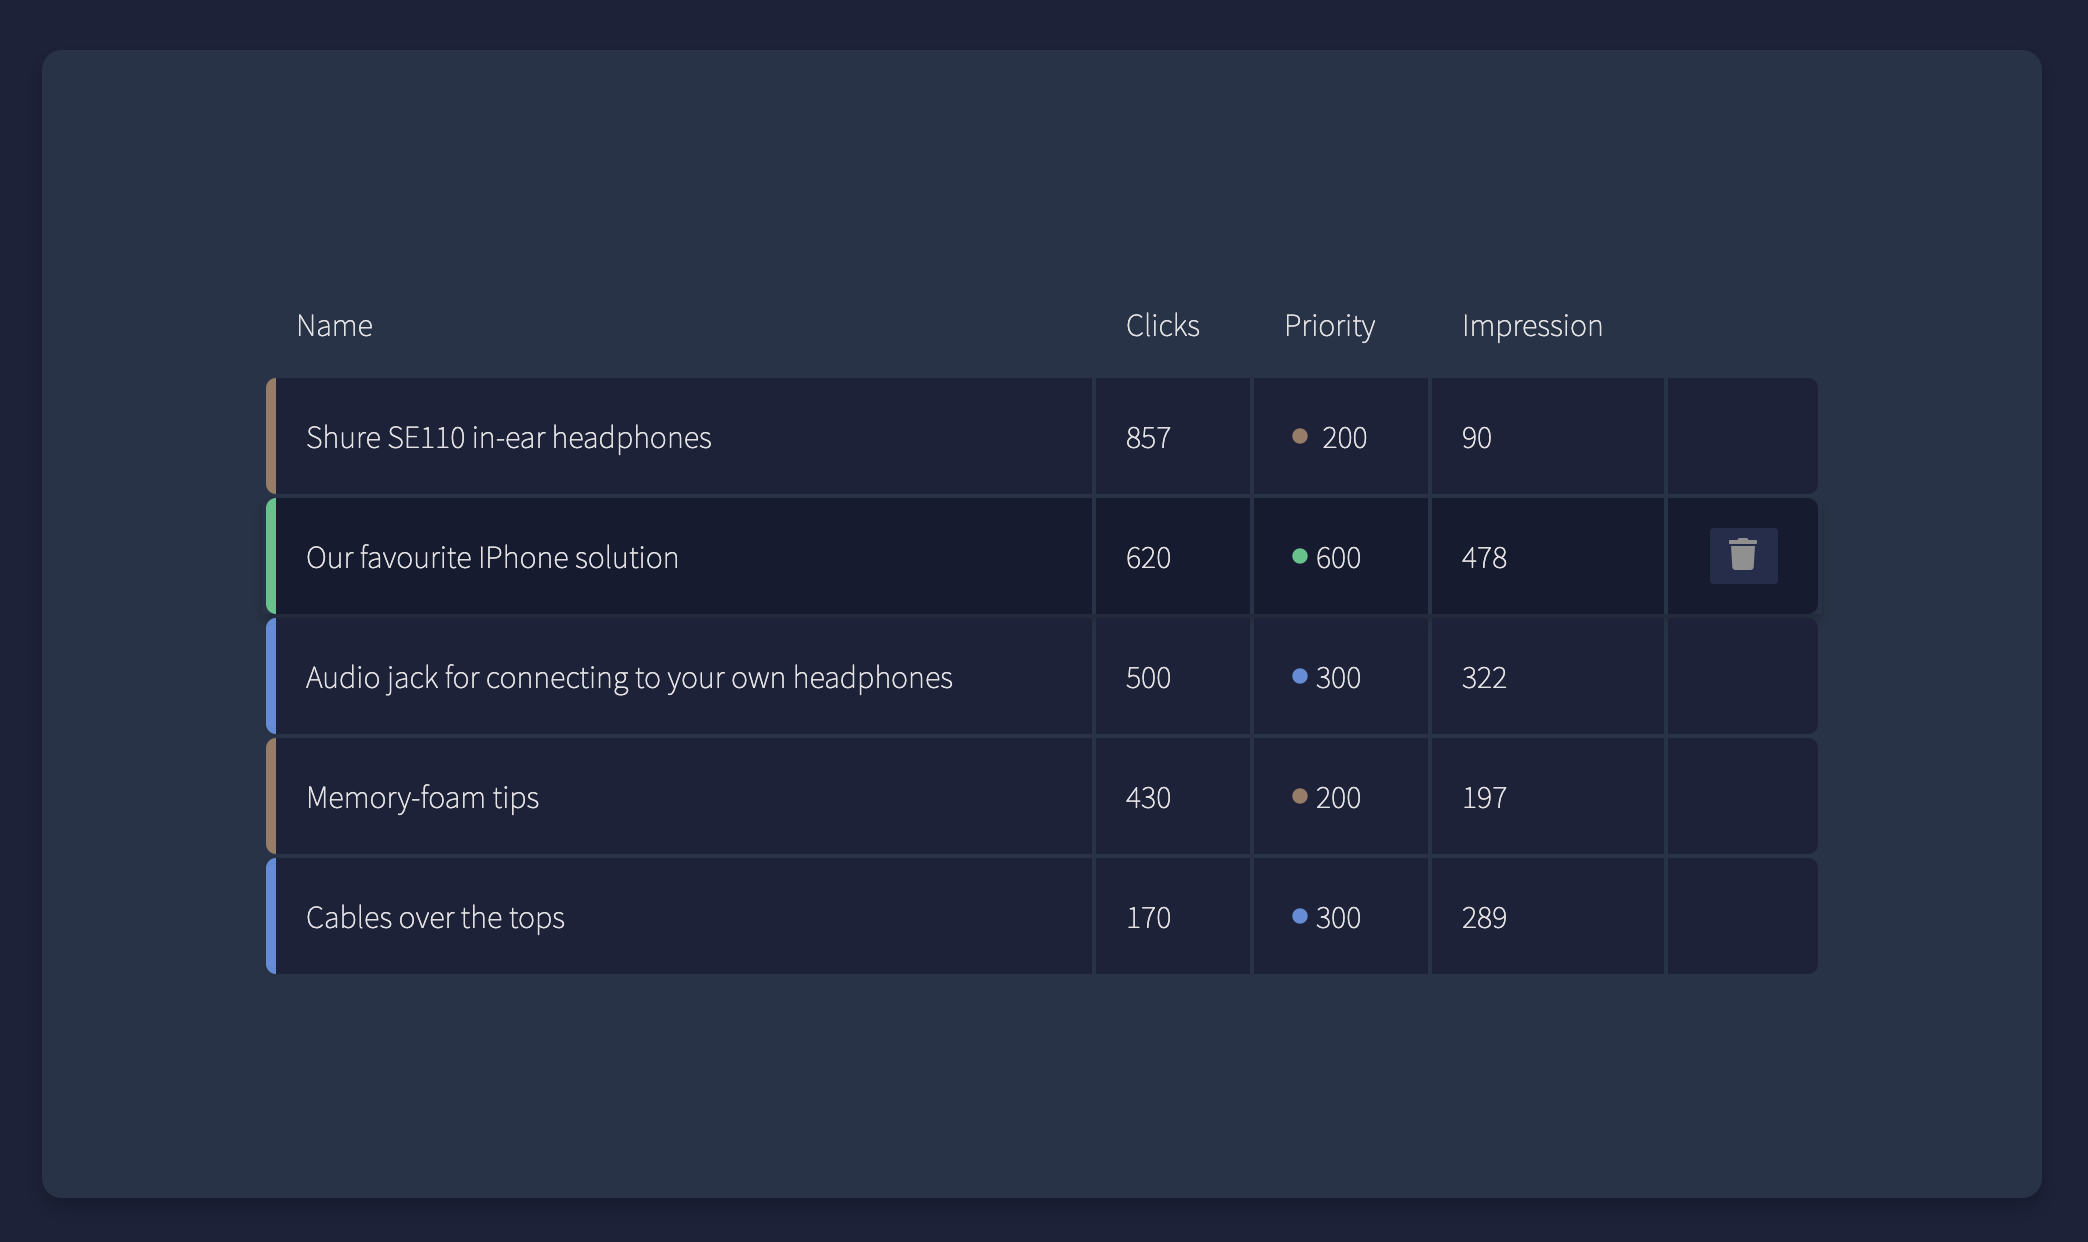 Name Clicks Priority Impression
Shure SE110 in-ear headphones 857 200 90
Our favourite IPhone solution 620 600 478
Audio jack for connecting to your own headphones 500 300 322
Memory-foam tips 430 200 197
Cables over the tops 170 300 289